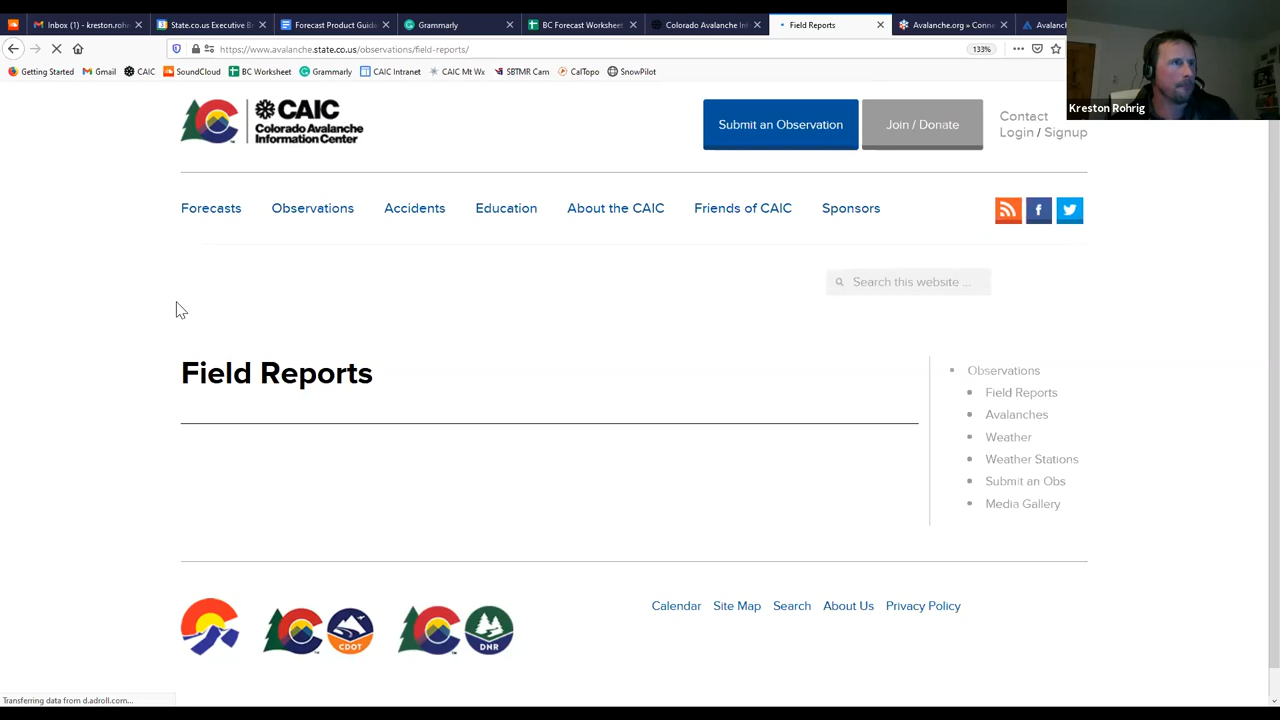 Inbox (1) - kreston.rohr
State.co.us Executive Br
Forecast Product Guide
Grammarly
BC Forecast Worksheet
Colorado Avalanche Inf
Field Reports
Avalanche.org » Conne
Avalanc
https://www.avalanche.state.co.us/observations/field-reports/
133%
Getting Started
Gmail
CAIC
SoundCloud
BC Worksheet
Grammarly
CAIC Intranet
CAIC Mt Wx
SBTMR Cam
CalTopo
SnowPilot
Kreston Rohrig
CAIC
Colorado Avalanche
Information Center
Submit an Observation
Join / Donate
Contact
Login / Signup
Forecasts
Observations
Accidents
Education
About the CAIC
Friends of CAIC
Sponsors
Search this website ...
Field Reports
Observations
Field Reports
Avalanches
Weather
Weather Stations
Submit an Obs
Media Gallery
CDOT
DNR
Calendar
Site Map
Search
About Us
Privacy Policy
Transferring data from d.adroll.com...